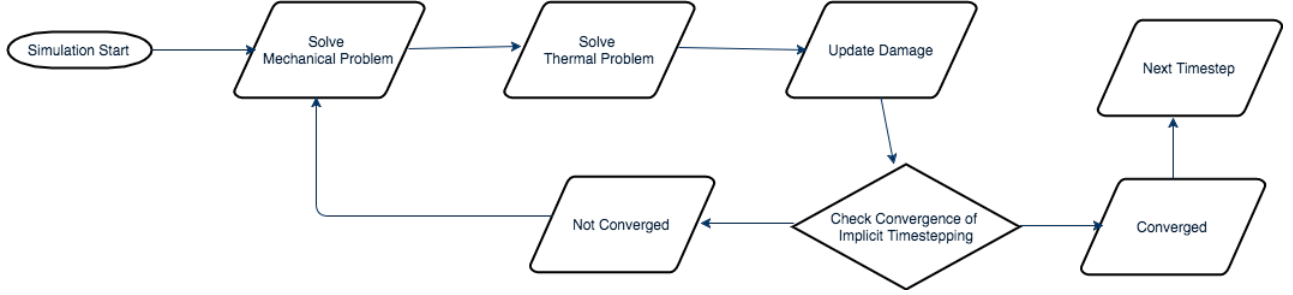 Simulation Start
Solve
Mechanical Problem
Solve
Thermal Problem
Update Damage
Next Timestep
Not Converged
Check Convergence of
Implicit Timestepping
Converged